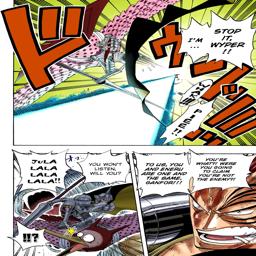 ド
STOP
IT,
WYPER!!
I'M...
JULA
LALA
LALA
LALA!!
YOU WON'T
LISTEN,
WILL YOU?
!!?
TO US, YOU
AND ENERU
ARE ONE AND
THE SAME,
GANFOR!!!
YOU'RE
WHAT!! WERE
YOU GOING
TO CLAIM
YOU'RE NOT
THE ENEMY!!